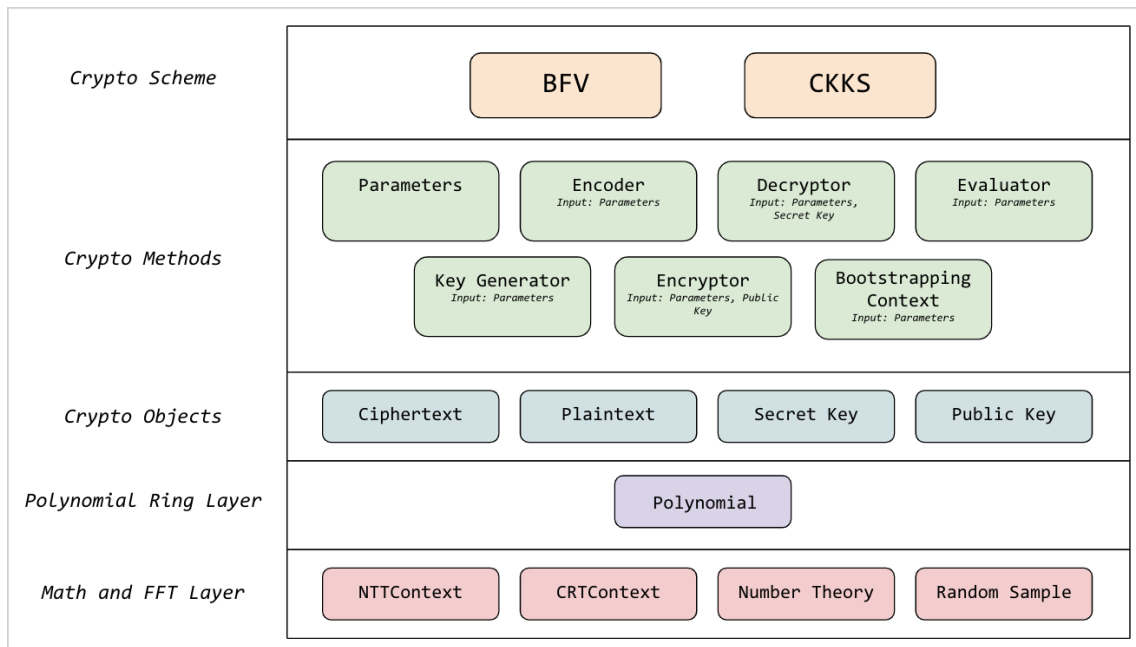 Crypto Scheme
BFV
CKKS
Crypto Methods
Parameters
Encoder
Input: Parameters
Decryptor
Input: Parameters,
Secret Key
Evaluator
Input: Parameters
Key Generator
Input: Parameters
Encryptor
Input: Parameters, Public
Key
Bootstrapping
Context
Input: Parameters
Crypto Objects
Ciphertext
Plaintext
Secret Key
Public Key
Polynomial Ring Layer
Polynomial
Math and FFT Layer
NTTContext
CRTContext
Number Theory
Random Sample